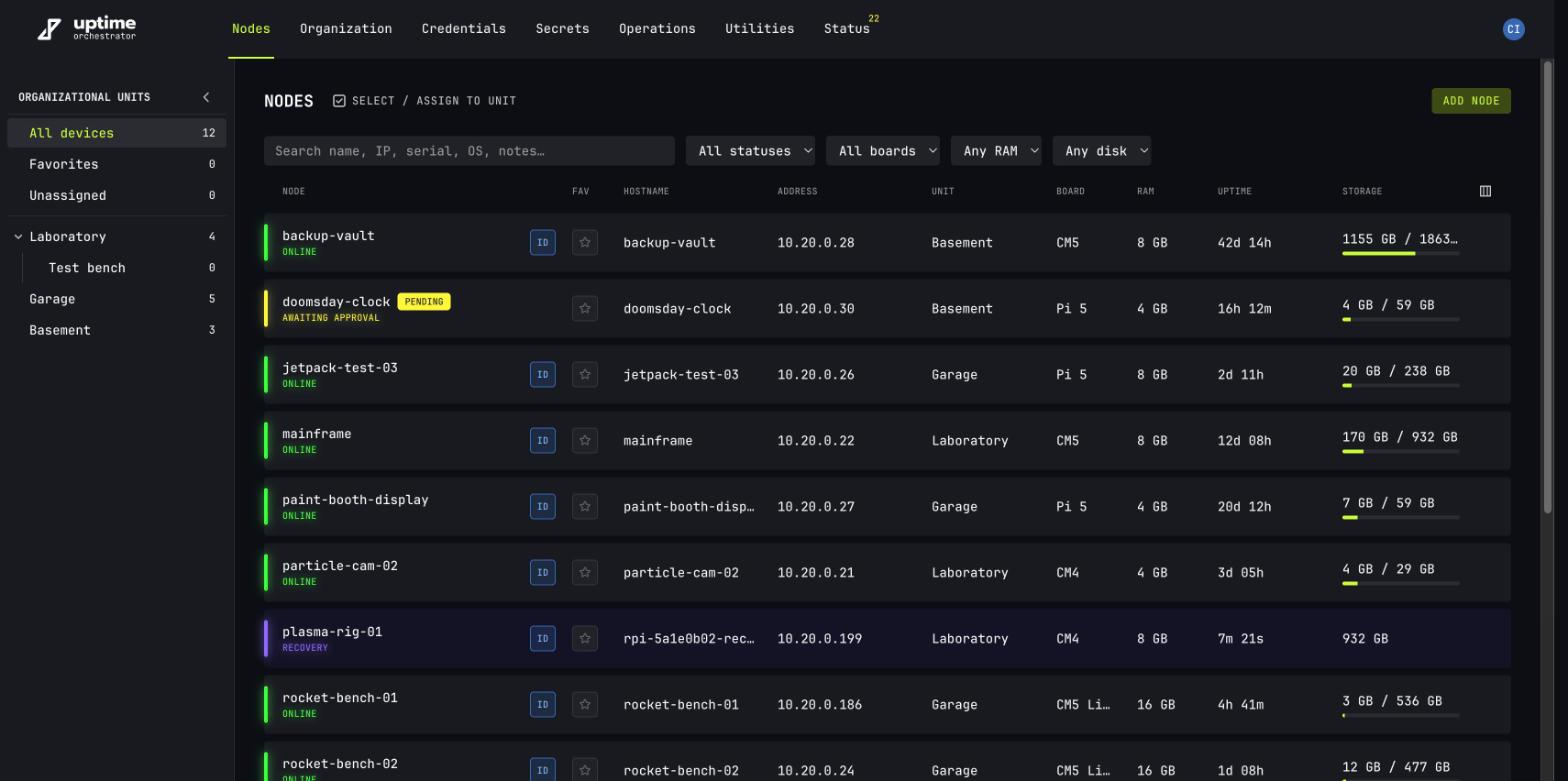 uptime
orchestrator
Nodes Organization Credentials Secrets Operations Utilities Status 22
CI
ORGANIZATIONAL UNITS
All devices 12
Favorites 0
Unassigned 0
Laboratory 4
Test bench 0
Garage 5
Basement 3
NODES SELECT / ASSIGN TO UNIT ADD NODE
Search name, IP, serial, OS, notes… All statuses All boards Any RAM Any disk
NODE FAV HOSTNAME ADDRESS UNIT BOARD RAM UPTIME STORAGE
backup-vault ID backup-vault 10.20.0.28 Basement CM5 8 GB 42d 14h 1155 GB / 1863…
ONLINE
doomsday-clock PENDING doomsday-clock 10.20.0.30 Basement Pi 5 4 GB 16h 12m 4 GB / 59 GB
AWAITING APPROVAL
jetpack-test-03 ID jetpack-test-03 10.20.0.26 Garage Pi 5 8 GB 2d 11h 20 GB / 238 GB
ONLINE
mainframe ID mainframe 10.20.0.22 Laboratory CM5 8 GB 12d 08h 170 GB / 932 GB
ONLINE
paint-booth-display ID paint-booth-disp… 10.20.0.27 Garage Pi 5 4 GB 20d 12h 7 GB / 59 GB
ONLINE
particle-cam-02 ID particle-cam-02 10.20.0.21 Laboratory CM4 4 GB 3d 05h 4 GB / 29 GB
ONLINE
plasma-rig-01 ID rpi-5a1e0b02-rec… 10.20.0.199 Laboratory CM4 8 GB 7m 21s 932 GB
RECOVERY
rocket-bench-01 ID rocket-bench-01 10.20.0.186 Garage CM5 Li… 16 GB 4h 41m 3 GB / 536 GB
ONLINE
rocket-bench-02 ID rocket-bench-02 10.20.0.24 Garage CM5 Li… 16 GB 1d 08h 12 GB / 477 GB
ONLINE